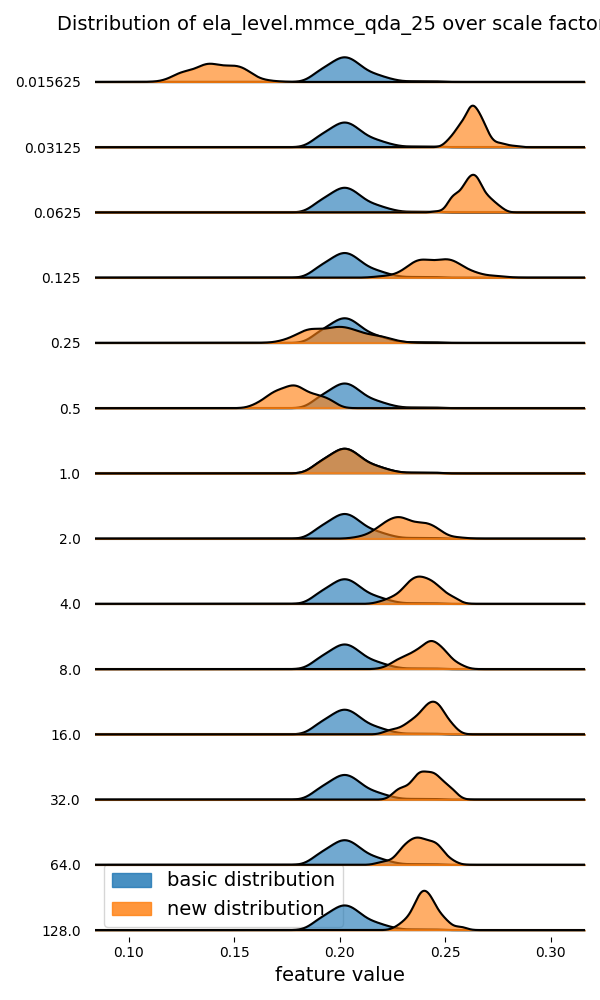 Distribution of ela_level.mmce_qda_25 over scale factor
0.015625
0.03125
0.0625
0.125
0.25
0.5
1.0
2.0
4.0
8.0
16.0
32.0
64.0
basic distribution
new distribution
128.0
0.10 0.15 0.20 0.25 0.30
feature value